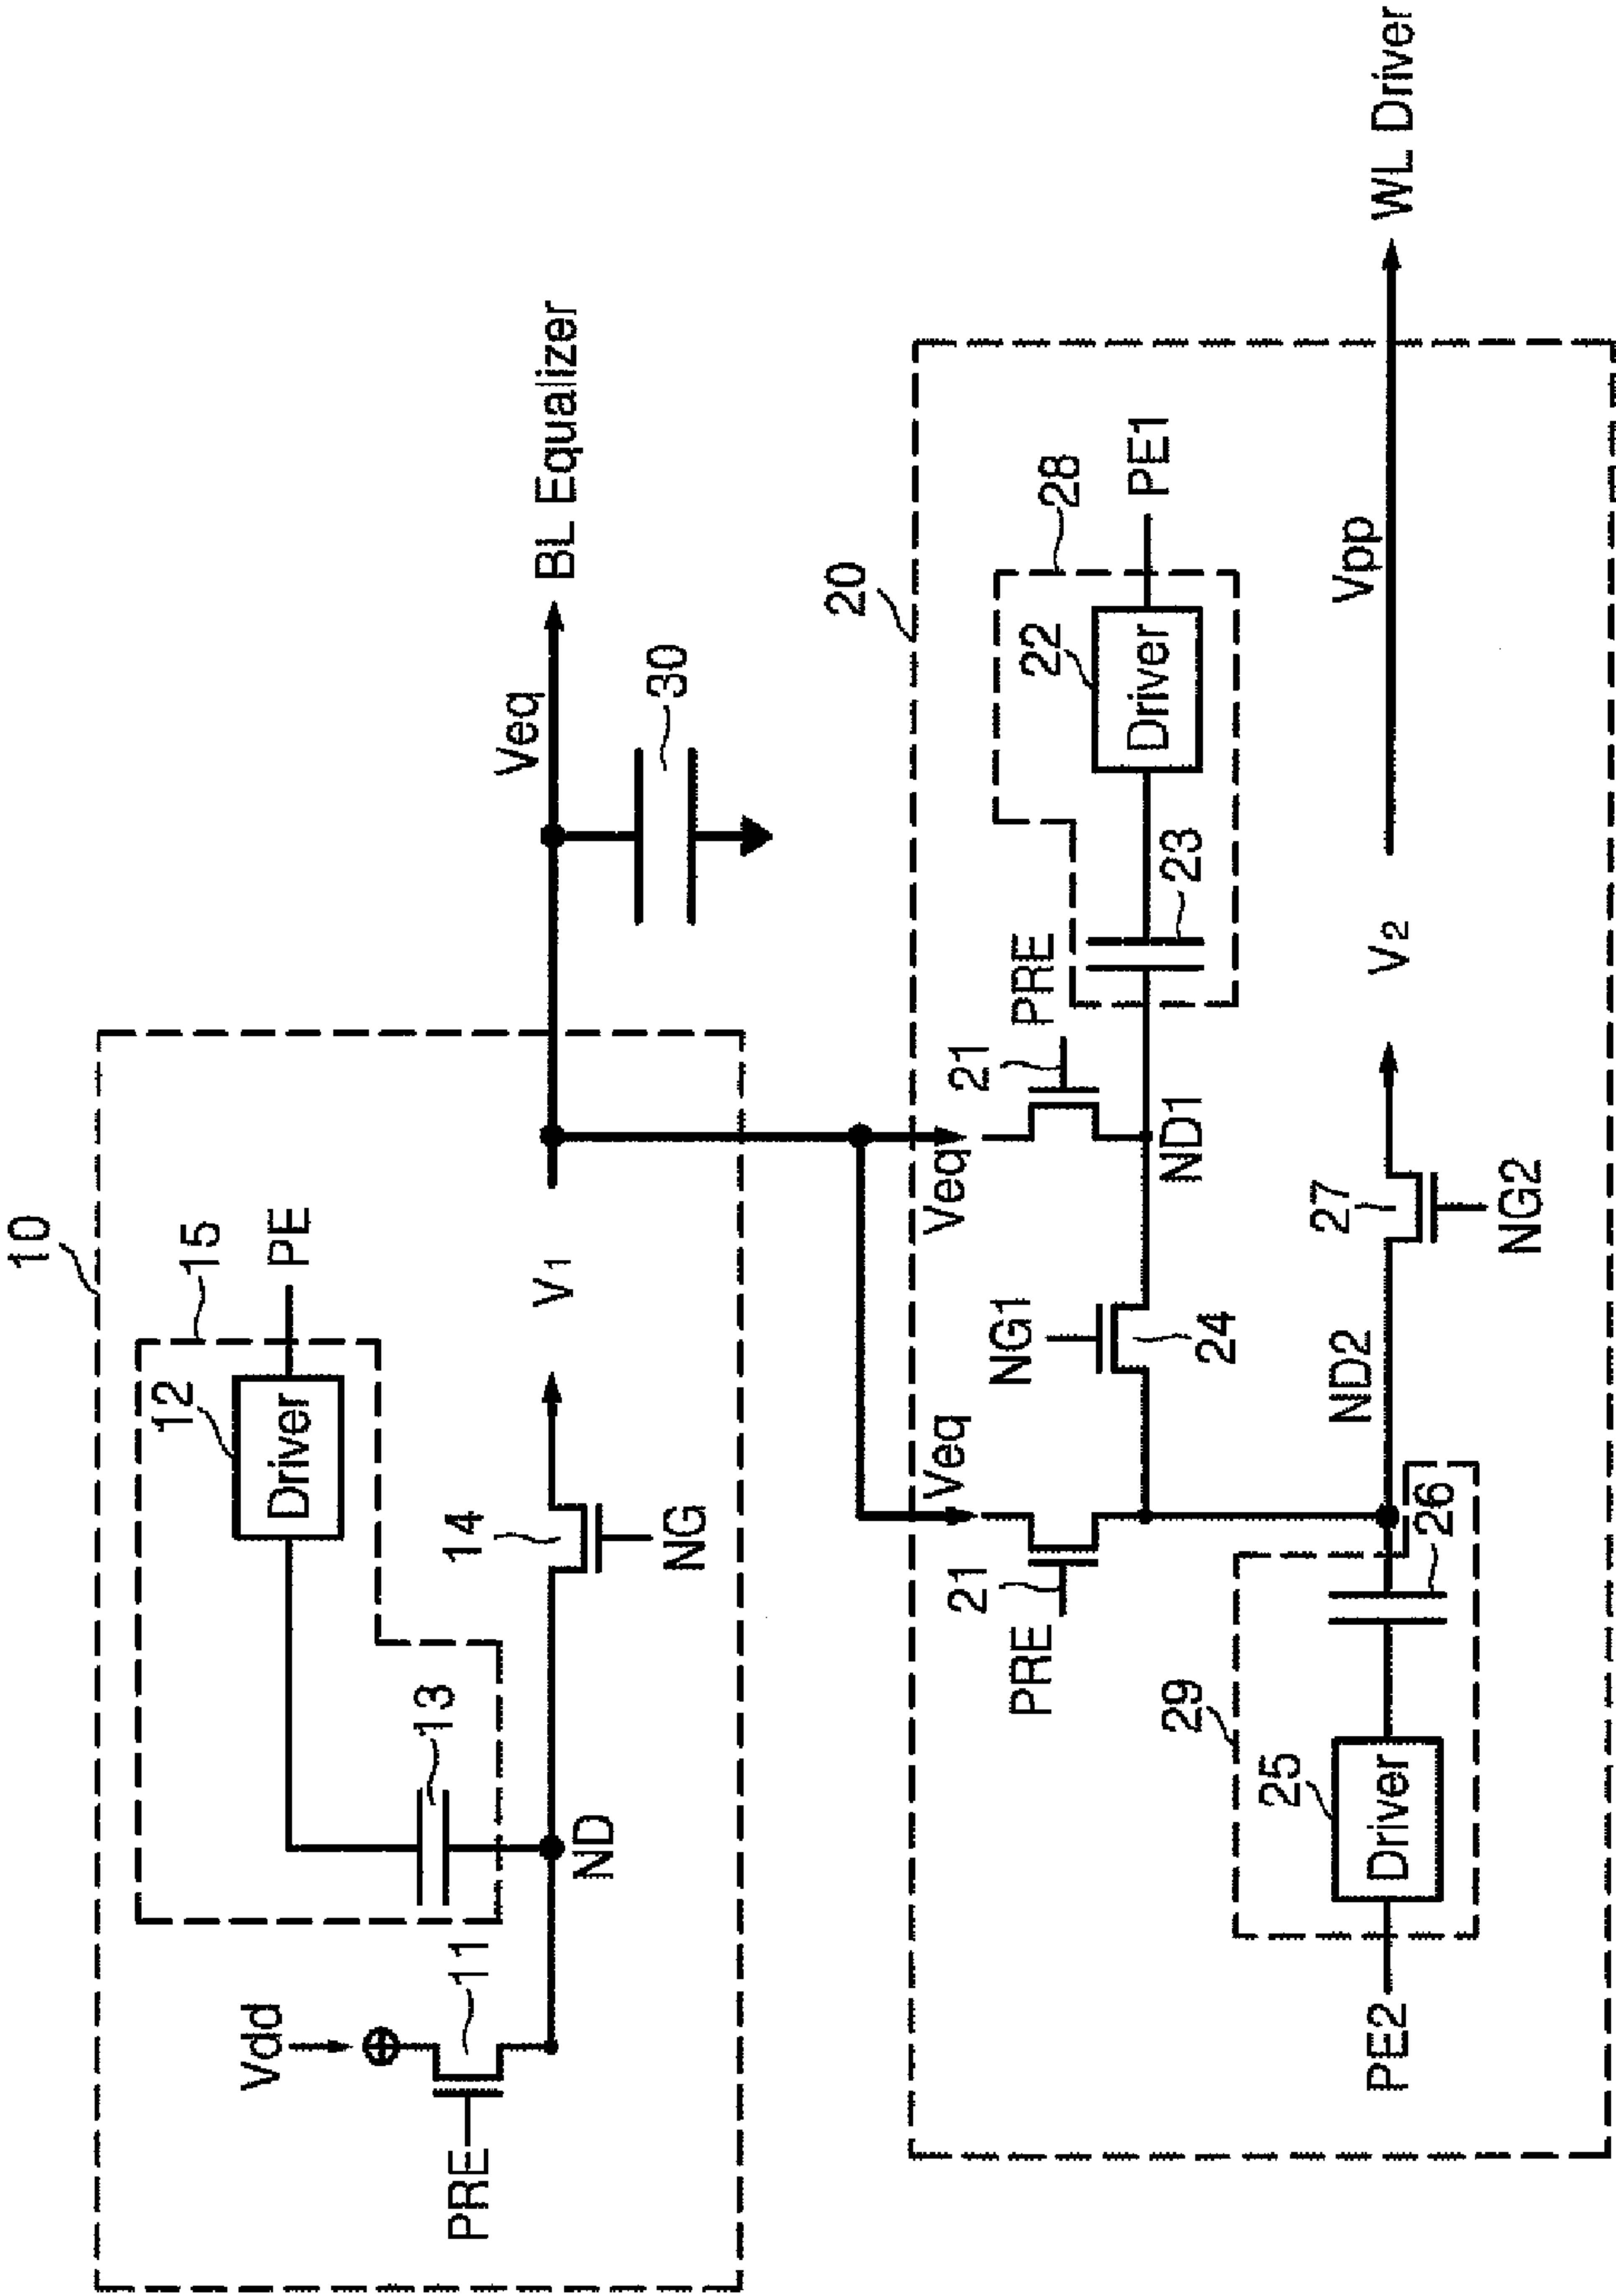 10
15
12
Driver
PE
13
Vdd
11
PRE
ND
14
NG
V1
Veq
BL Equalizer
30
20
Veq
Veq
21
PRE
21
PRE
NG1
24
ND1
23
22
Driver
28
PE1
29
25
Driver
PE2
26
ND2
27
NG2
V2
Vpp
WL Driver